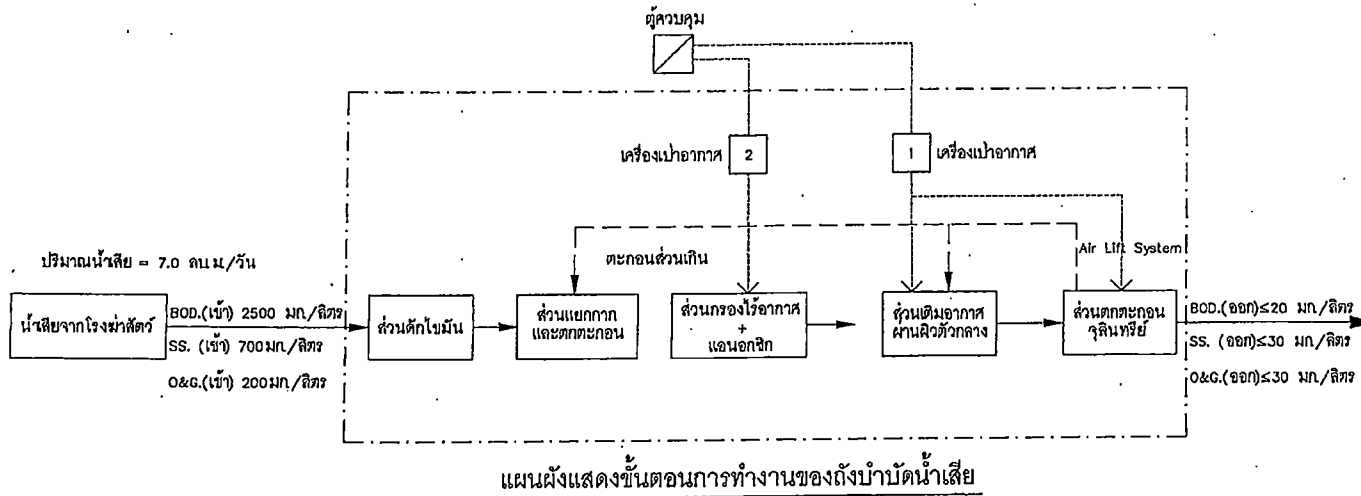 ตู้ควบคุม
เครื่องเป่าอากาศ
2
1
เครื่องเป่าอากาศ
ปริมาณน้ำเสีย = 7.0 ลบ.ม./วัน
ตะกอนส่วนเกิน
Air Lift System
น้ำเสียจากโรงฆ่าสัตว์
BOD.(เข้า) 2500 มก./ลิตร
SS. (เข้า) 700 มก./ลิตร
O&G.(เข้า) 200 มก./ลิตร
ส่วนดักไขมัน
ส่วนแยกกาก
และตกตะกอน
ส่วนกรองไร้อากาศ
+
แอนอกซิก
ส่วนเติมอากาศ
ผ่านผิวตัวกลาง
ส่วนตกตะกอน
จุลินทรีย์
BOD.(ออก)≤20 มก./ลิตร
SS. (ออก)≤30 มก./ลิตร
O&G.(ออก)≤30 มก./ลิตร
แผนผังแสดงขั้นตอนการทำงานของถังบำบัดน้ำเสีย